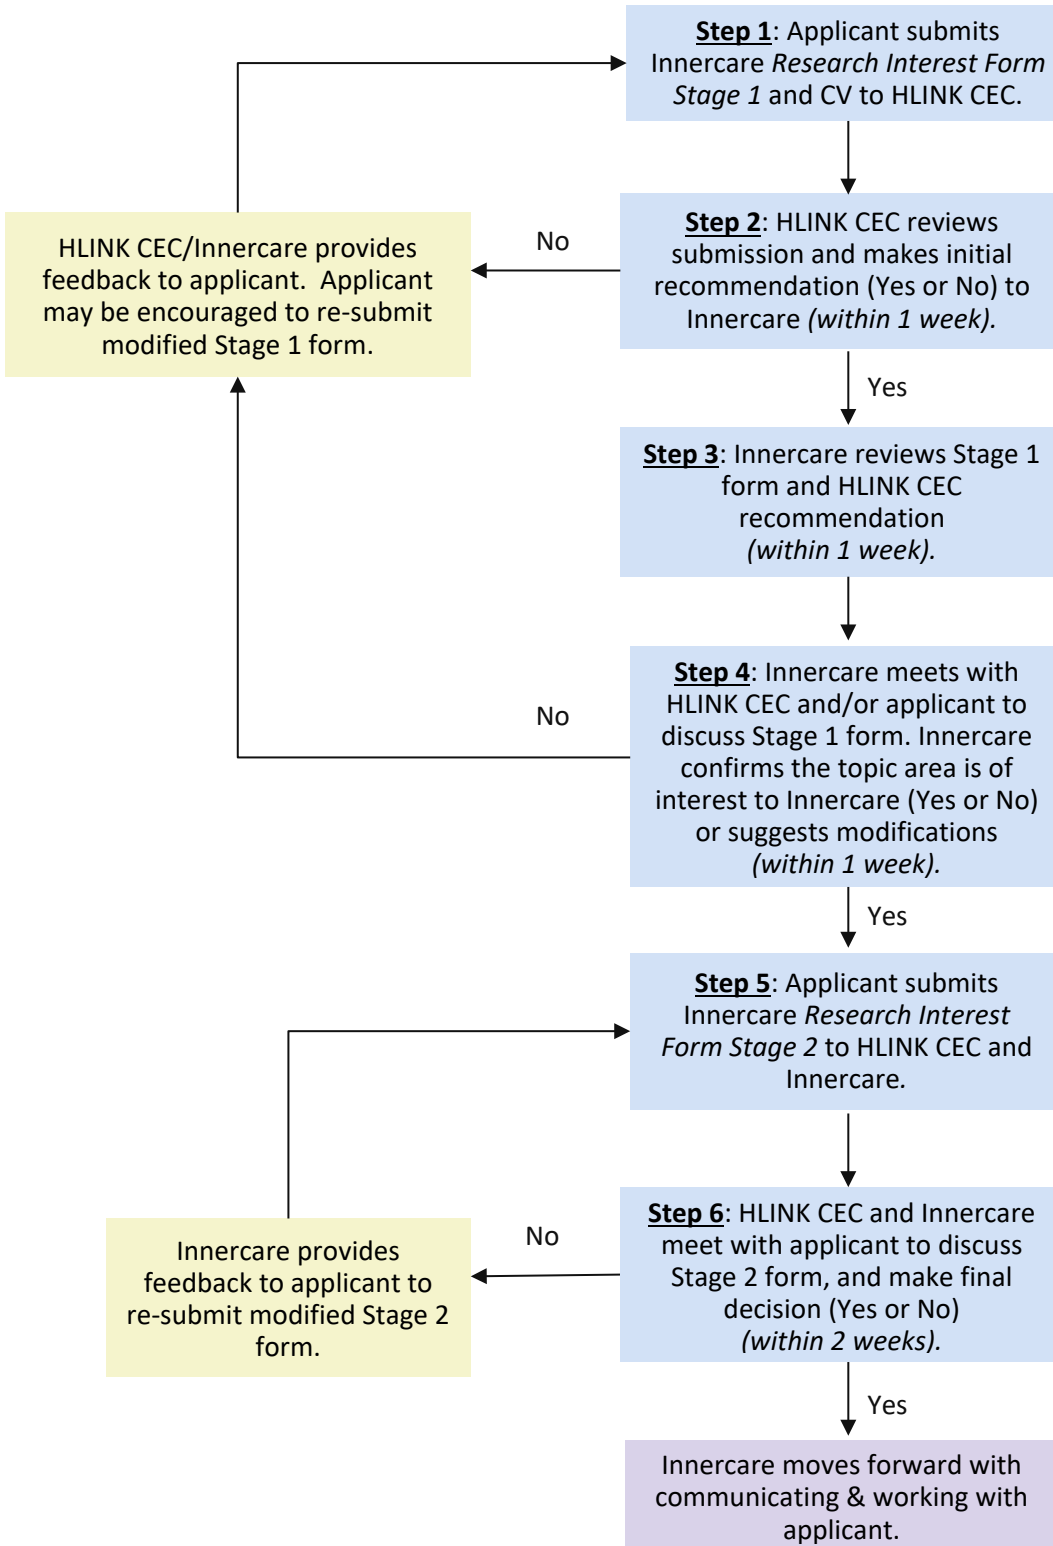 Step 1: Applicant submits
Innercare Research Interest Form
Stage 1 and CV to HLINK CEC.
HLINK CEC/Innercare provides
feedback to applicant.  Applicant
may be encouraged to re-submit
modified Stage 1 form.
No
Step 2: HLINK CEC reviews
submission and makes initial
recommendation (Yes or No) to
Innercare (within 1 week).
Yes
Step 3: Innercare reviews Stage 1
form and HLINK CEC
recommendation
(within 1 week).
No
Step 4: Innercare meets with
HLINK CEC and/or applicant to
discuss Stage 1 form. Innercare
confirms the topic area is of
interest to Innercare (Yes or No)
or suggests modifications
(within 1 week).
Yes
Step 5: Applicant submits
Innercare Research Interest
Form Stage 2 to HLINK CEC and
Innercare.
Innercare provides
feedback to applicant to
re-submit modified Stage 2
form.
No
Step 6: HLINK CEC and Innercare
meet with applicant to discuss
Stage 2 form, and make final
decision (Yes or No)
(within 2 weeks).
Yes
Innercare moves forward with
communicating & working with
applicant.